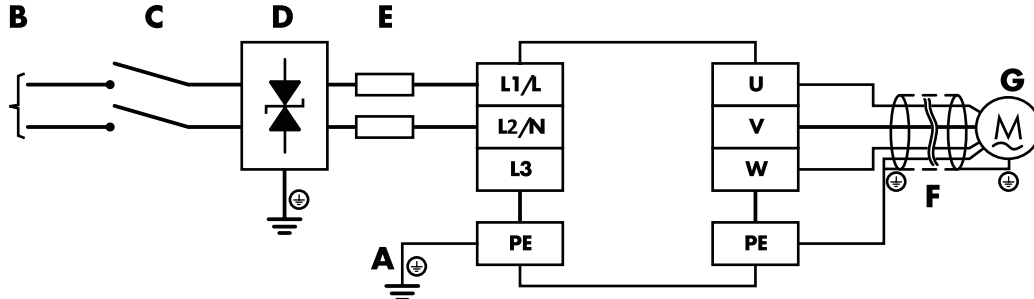 B C D E
G
L1/L U
L2/N V
L3 W
F
PE PE
A
M